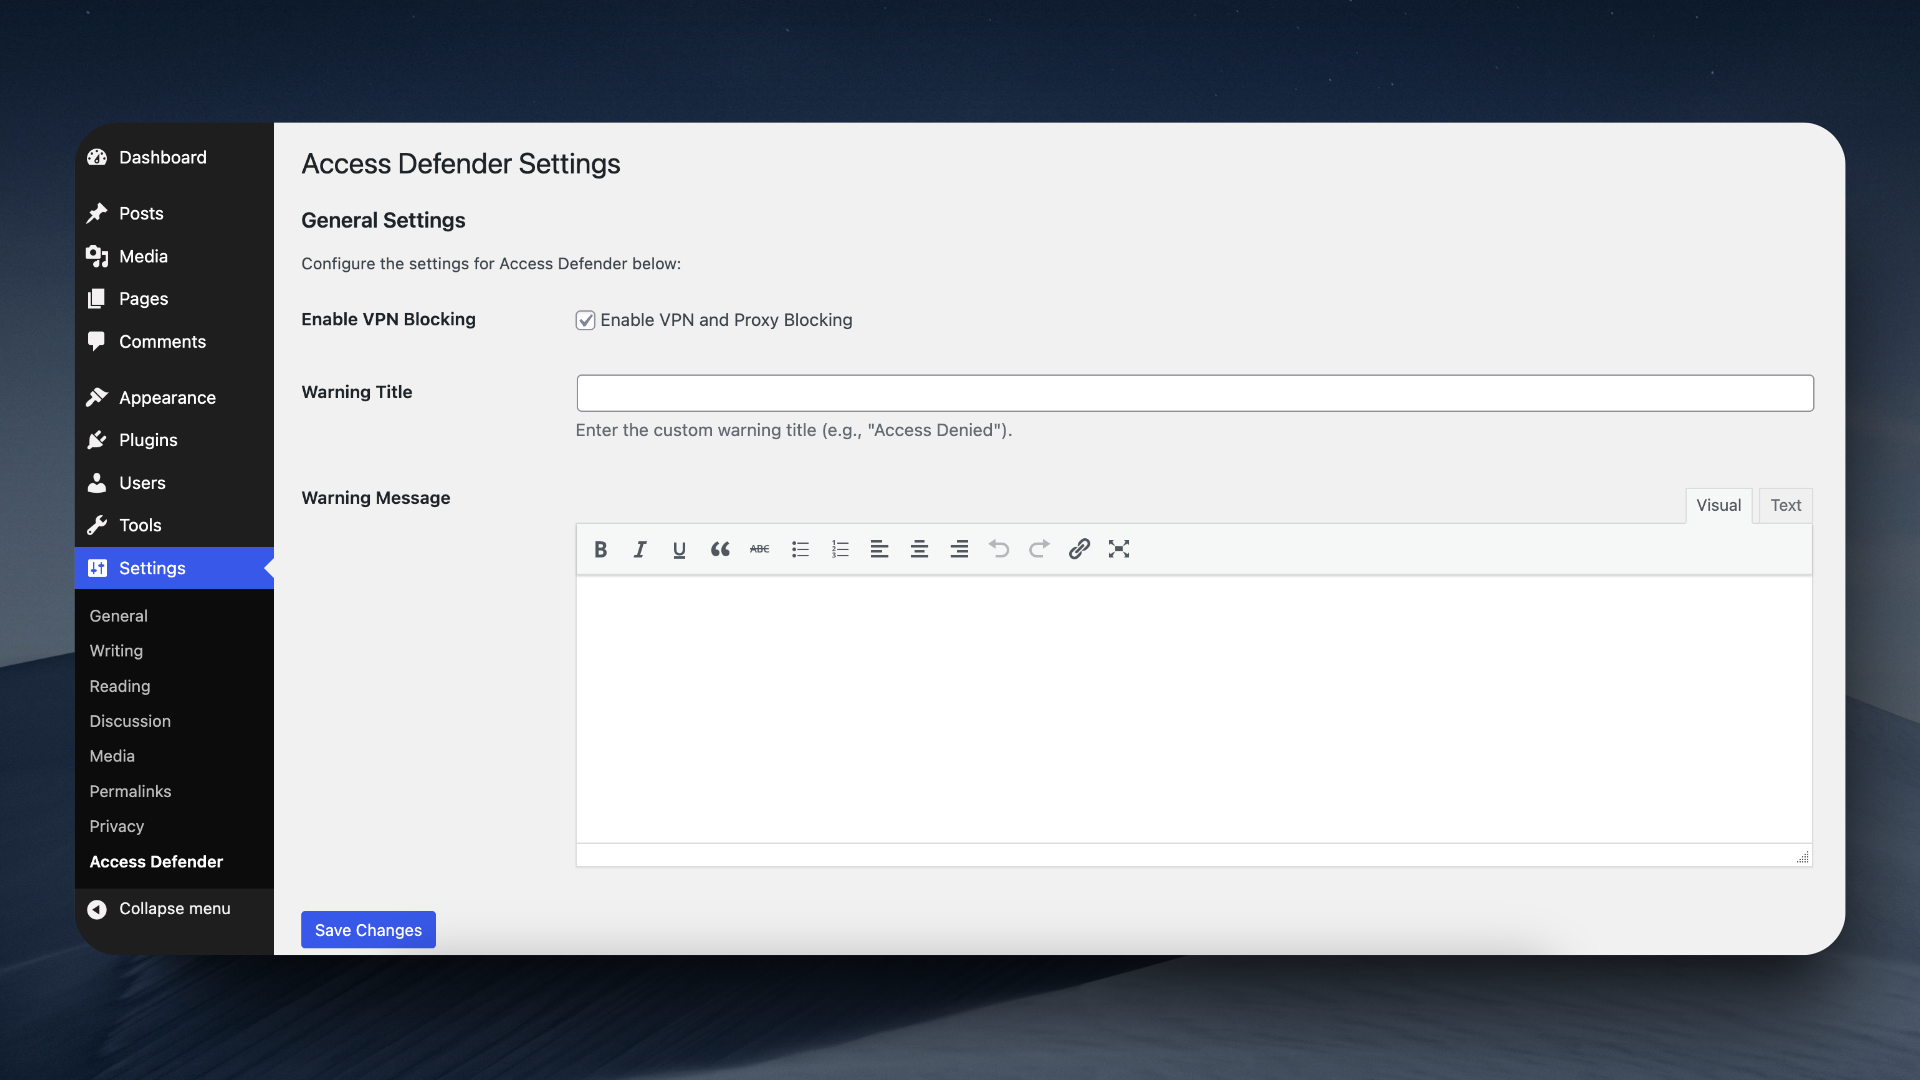 Dashboard
Posts
Media
Pages
Comments
Appearance
Plugins
Users
Tools
Settings
General
Writing
Reading
Discussion
Media
Permalinks
Privacy
Access Defender
Collapse menu
Access Defender Settings
General Settings
Configure the settings for Access Defender below:
Enable VPN Blocking
Enable VPN and Proxy Blocking
Warning Title
Enter the custom warning title (e.g., "Access Denied").
Warning Message
Visual Text
B I U ABC
Save Changes